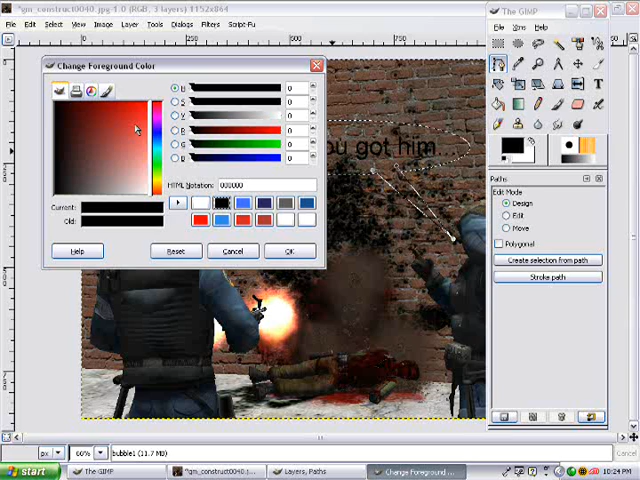 *gm_construct0040.jpg-1.0 (RGB, 3 layers) 1152x864
File Edit Select View Image Layer Tools Dialogs Filters Script-Fu
The GIMP
File Xtns Help
Change Foreground Color
H 0
S 0
V 0
R 0
G 0
B 0
HTML Notation: 000000
Current:
Old:
Help Reset Cancel OK
ou got him
Paths
Edit Mode
Design
Edit
Move
Polygonal
Create selection from path
Stroke path
px 66% bubble1 (11.7 MB) Cancel
start The GIMP *gm_construct0040.j... Layers, Paths Change Foreground ... 10:24 PM